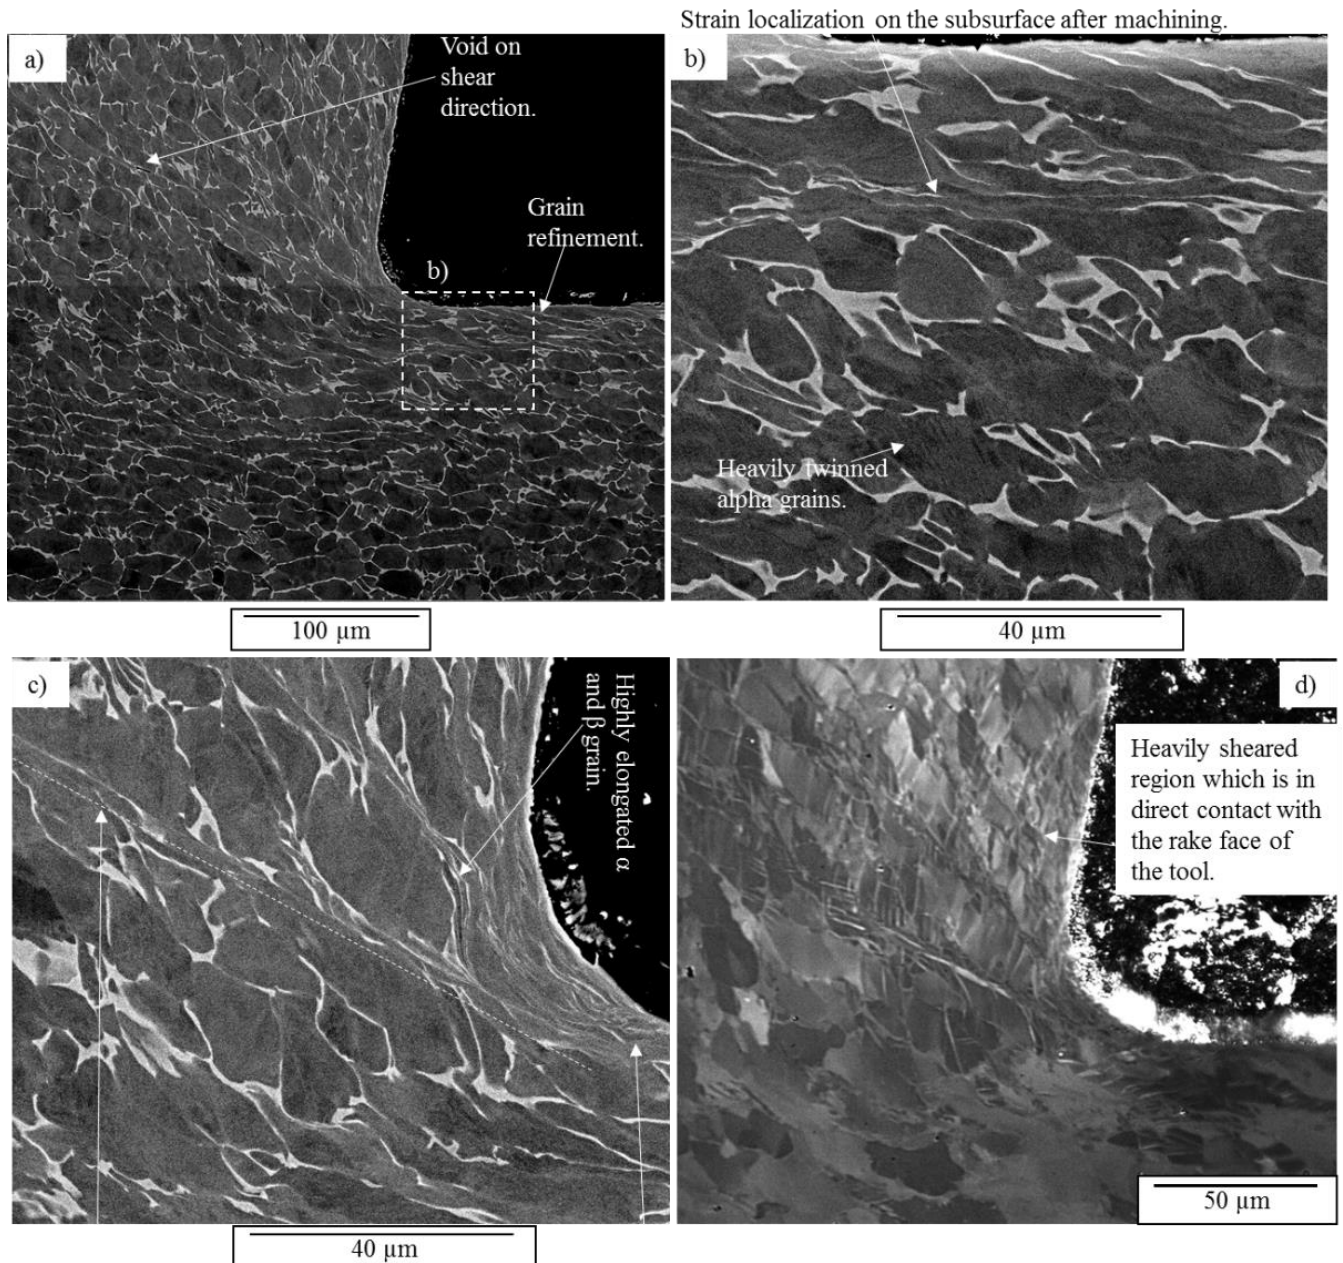 Strain localization on the subsurface after machining.
a)
Void on
shear
direction.
Grain
refinement.
b)
b)
Heavily twinned
alpha grains.
100 µm
40 µm
c)
Highly elongated α
and β grain.
d)
Heavily sheared
region which is in
direct contact with
the rake face of
the tool.
40 µm
50 µm